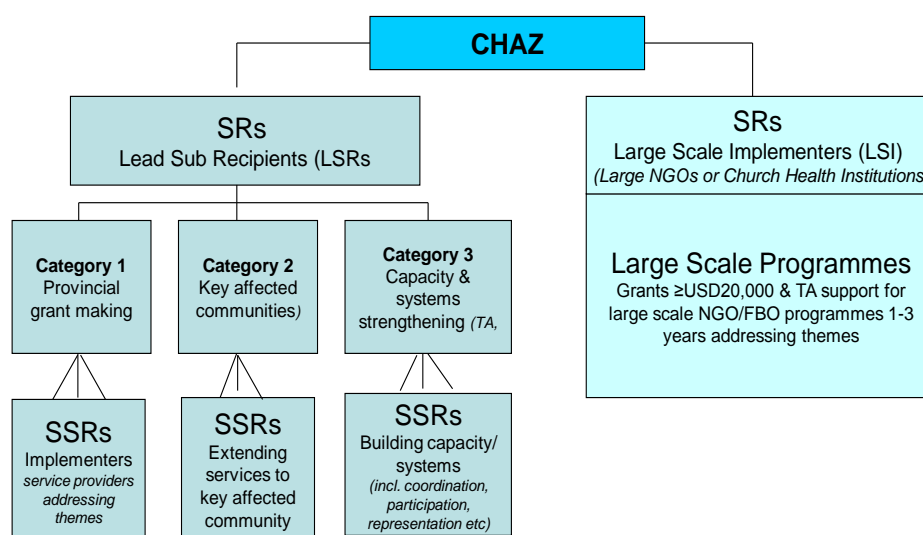 CHAZ
SRs
Lead Sub Recipients (LSRs
SRs
Large Scale Implementers (LSI)
(Large NGOs or Church Health Institutions
Category 1
Provincial
grant making
Category 2
Key affected
communities)
Category 3
Capacity &
systems
strengthening (TA,
Large Scale Programmes
Grants ≥USD20,000 & TA support for
large scale NGO/FBO programmes 1-3
years addressing themes
SSRs
Implementers
service providers
addressing
themes
SSRs
Extending
services to
key affected
community
SSRs
Building capacity/
systems
(incl. coordination,
participation,
representation etc)